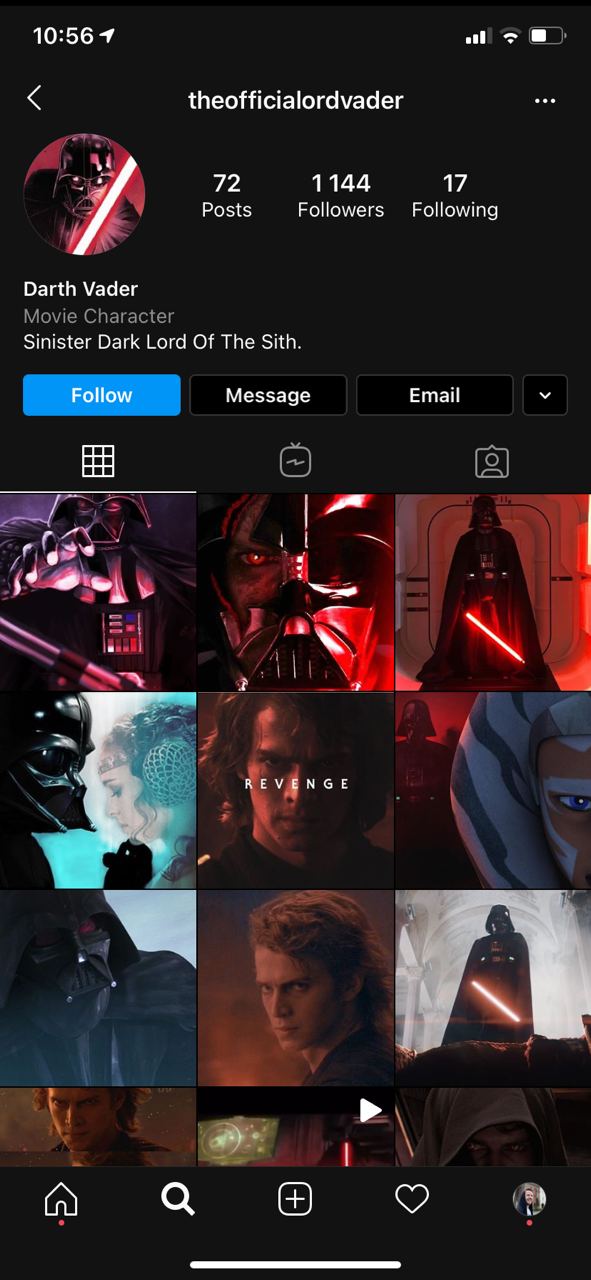 10:56
theofficialordvader
72
1 144
17
Posts
Followers
Following
Darth Vader
Movie Character
Sinister Dark Lord Of The Sith.
Follow
Message
Email
REVENGE